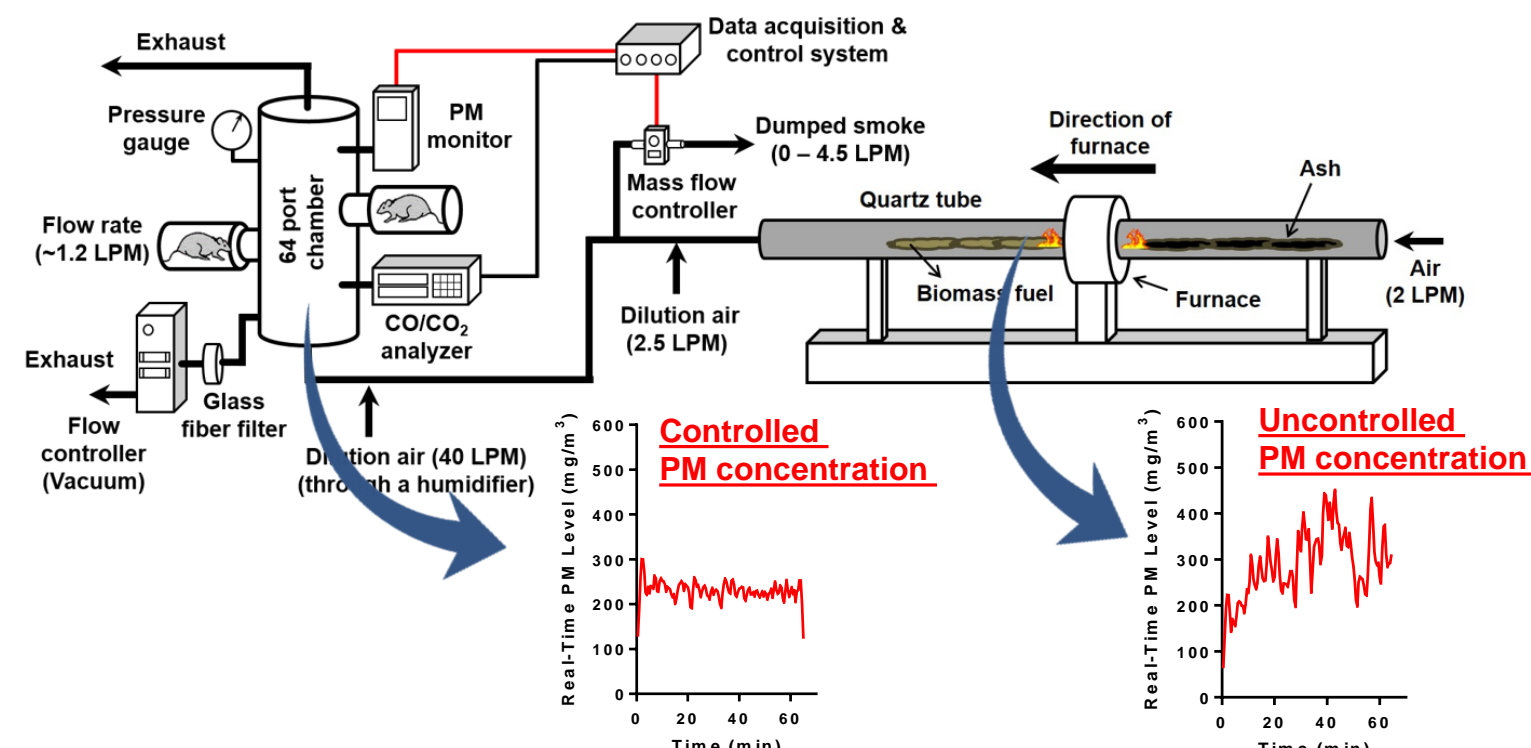 Exhaust
Data acquisition &
control system
Pressure
gauge
PM
monitor
Dumped smoke
(0 – 4.5 LPM)
Direction of
furnace
Ash
Mass flow
controller
Quartz tube
64 port
chamber
Flow rate
(~1.2 LPM)
Air
(2 LPM)
Biomass fuel
Furnace
Dilution air
(2.5 LPM)
CO/CO₂
analyzer
Exhaust
Glass
fiber filter
Flow
controller
(Vacuum)
Dilution air (40 LPM)
(through a humidifier)
Controlled
PM concentration
Real-Time PM Level (mg/m³)
600
500
400
300
200
100
0
0 20 40 60
Time (min)
Uncontrolled
PM concentration
Real-Time PM Level (mg/m³)
600
500
400
300
200
100
0
0 20 40 60
Time (min)